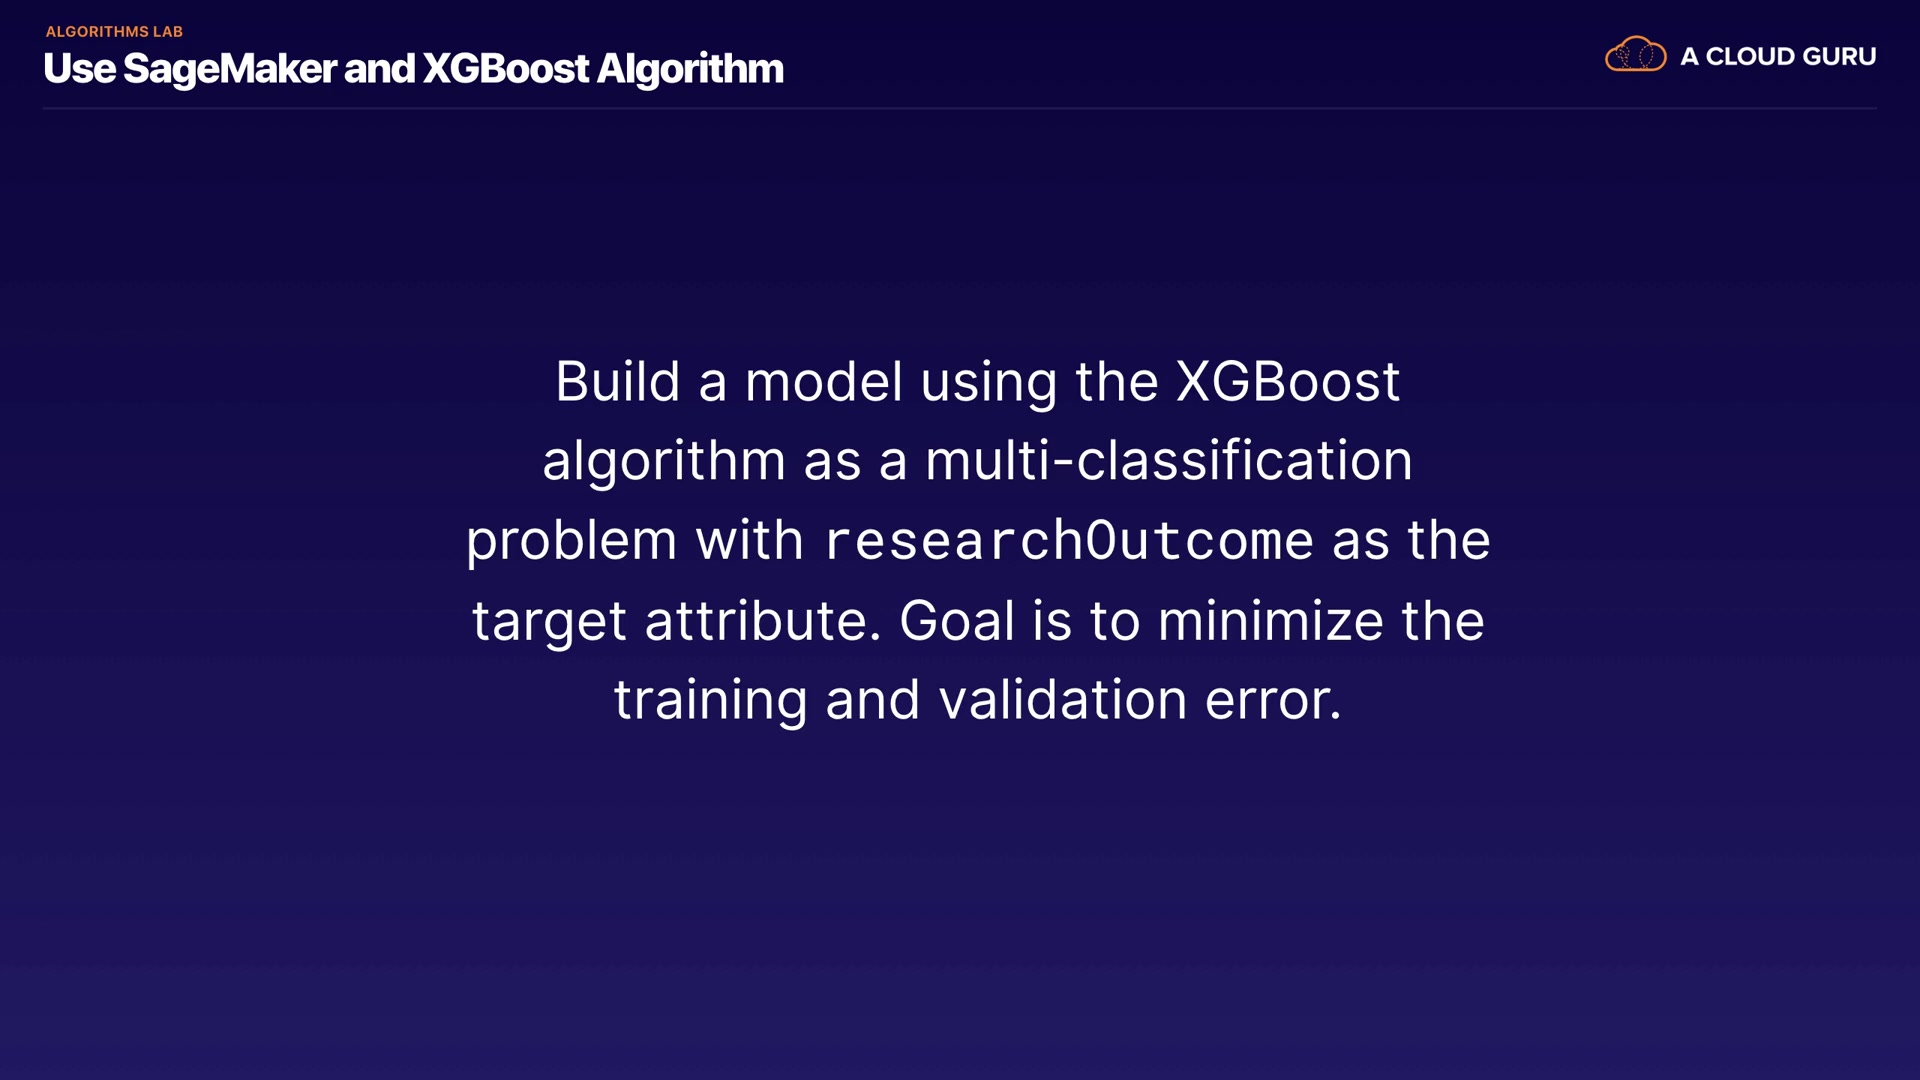 ALGORITHMS LAB
Use SageMaker and XGBoost Algorithm
A CLOUD GURU
Build a model using the XGBoost
algorithm as a multi-classification
problem with researchOutcome as the
target attribute. Goal is to minimize the
training and validation error.